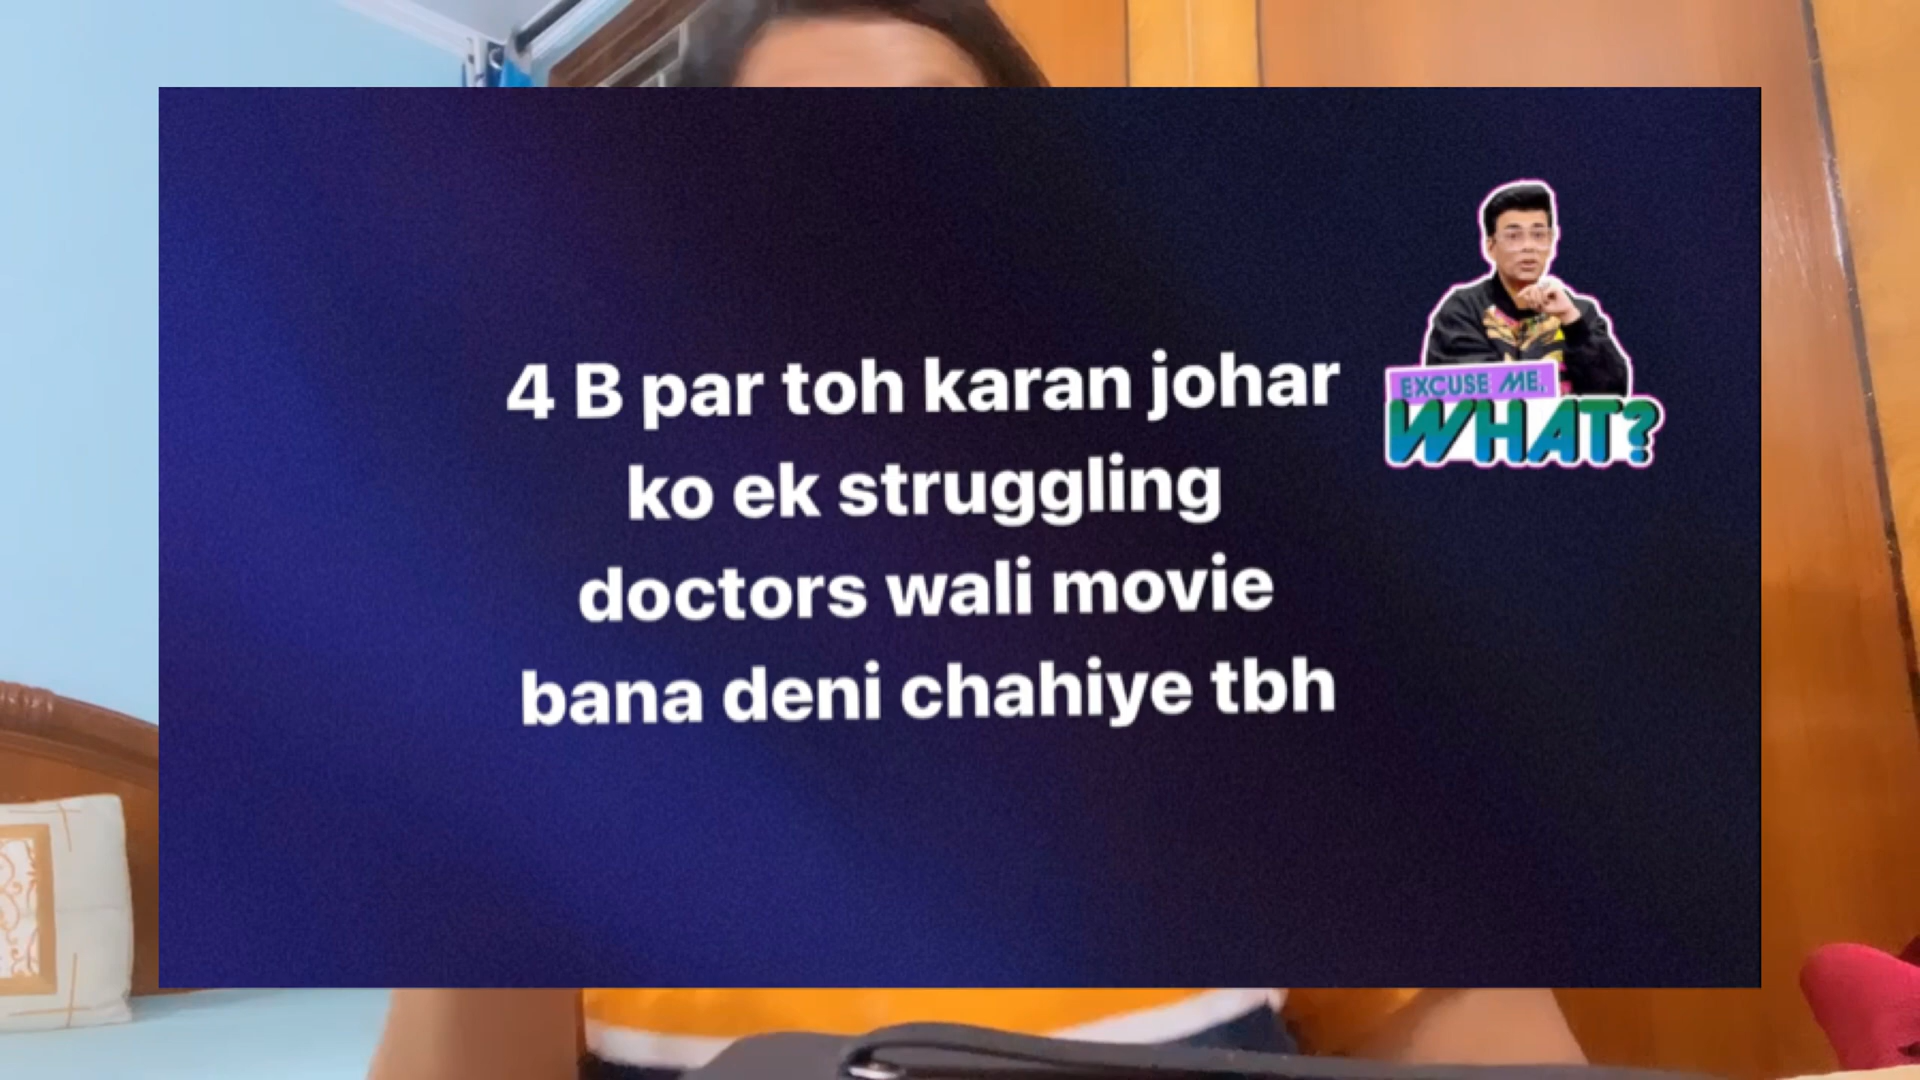 4 B par toh karan johar
ko ek struggling
doctors wali movie
bana deni chahiye tbh
EXCUSE ME,
WHAT?